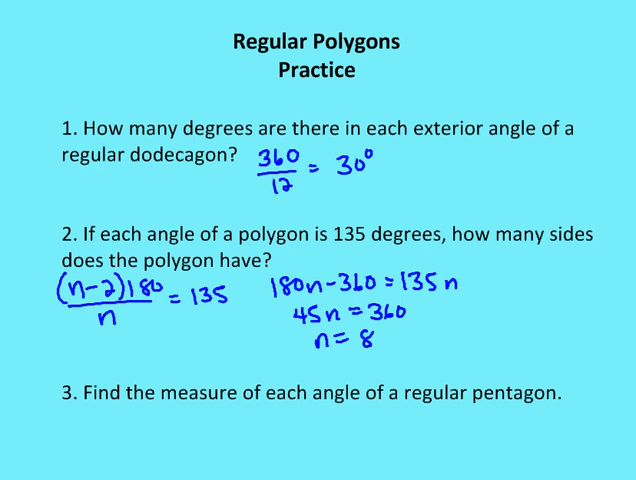 Regular Polygons
Practice
1. How many degrees are there in each exterior angle of a
regular dodecagon? 360/12 = 30°
2. If each angle of a polygon is 135 degrees, how many sides
does the polygon have?
(n-2)180/n = 135 180n-360=135n
45n=360
n=8
3. Find the measure of each angle of a regular pentagon.